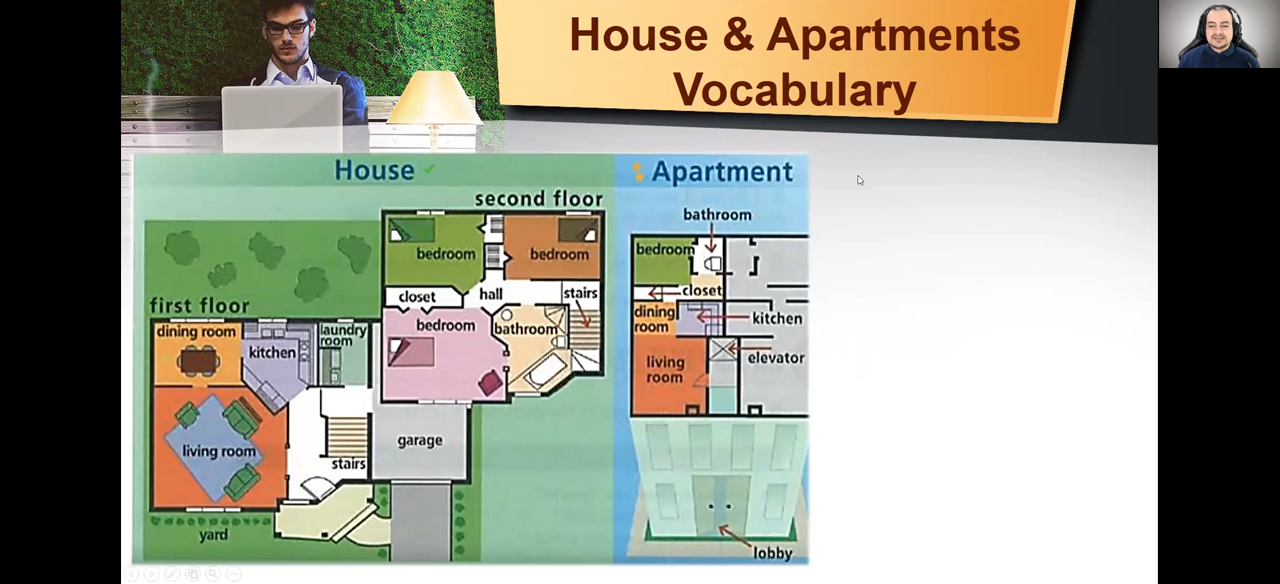 House & Apartments
Vocabulary
House
Apartment
second floor
bedroom
bedroom
closet
hall
stairs
bedroom
bathroom
first floor
dining room
kitchen
laundry
room
living room
stairs
garage
yard
bathroom
bedroom
closet
dining
room
kitchen
living
room
elevator
lobby